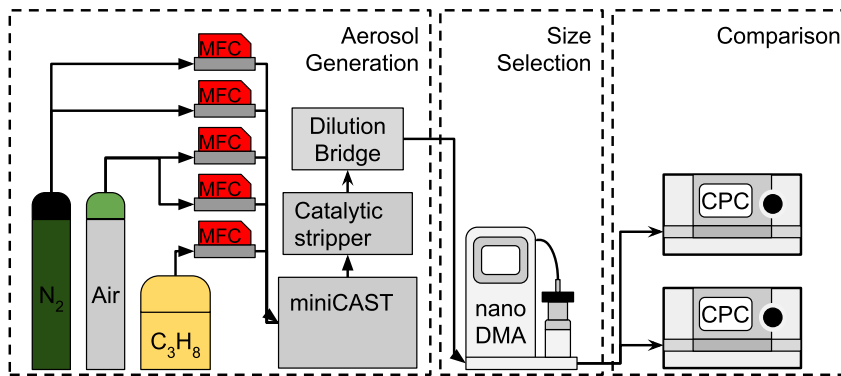 Aerosol
Generation
Size
Selection
Comparison
MFC
MFC
MFC
MFC
MFC
Dilution
Bridge
Catalytic
stripper
miniCAST
N₂
Air
C₃H₈
nano
DMA
CPC
CPC